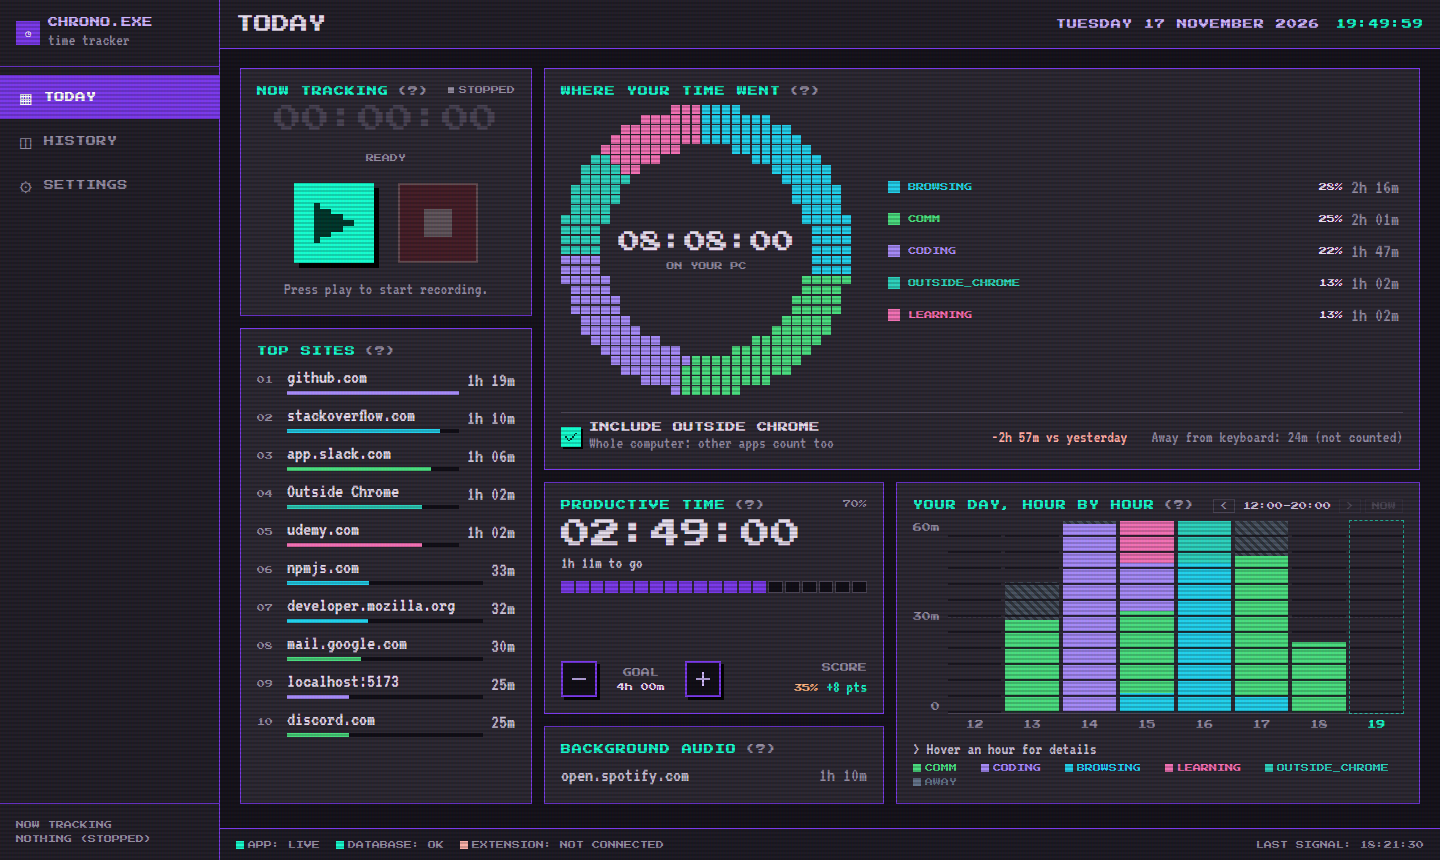 CHRONO.EXE
time tracker
TODAY
HISTORY
SETTINGS
NOW TRACKING
NOTHING (STOPPED)
TODAY
TUESDAY 17 NOVEMBER 2026 19:49:59
NOW TRACKING (?) STOPPED
00:00:00:00
READY
Press play to start recording.
TOP SITES (?)
01 github.com 1h 19m
02 stackoverflow.com 1h 10m
03 app.slack.com 1h 06m
04 Outside Chrome 1h 02m
05 udemy.com 1h 02m
06 npmjs.com 33m
07 developer.mozilla.org 32m
08 mail.google.com 30m
09 localhost:5173 25m
10 discord.com 25m
WHERE YOUR TIME WENT (?)
08:08:00
ON YOUR PC
BROWSING 28% 2h 16m
COMM 25% 2h 01m
CODING 22% 1h 47m
OUTSIDE_CHROME 13% 1h 02m
LEARNING 13% 1h 02m
INCLUDE OUTSIDE CHROME
Whole computer: other apps count too
-2h 57m vs yesterday Away from keyboard: 24m (not counted)
PRODUCTIVE TIME (?) 70%
02:49:00
1h 11m to go
− GOAL +
4h 00m
SCORE
35% +8 pts
BACKGROUND AUDIO (?)
open.spotify.com 1h 10m
YOUR DAY, HOUR BY HOUR (?) < 12:00-20:00 > NOW
60m
30m
0
12 13 14 15 16 17 18 19
> Hover an hour for details
COMM CODING BROWSING LEARNING OUTSIDE_CHROME
AWAY
APP: LIVE DATABASE: OK EXTENSION: NOT CONNECTED
LAST SIGNAL: 18:21:30